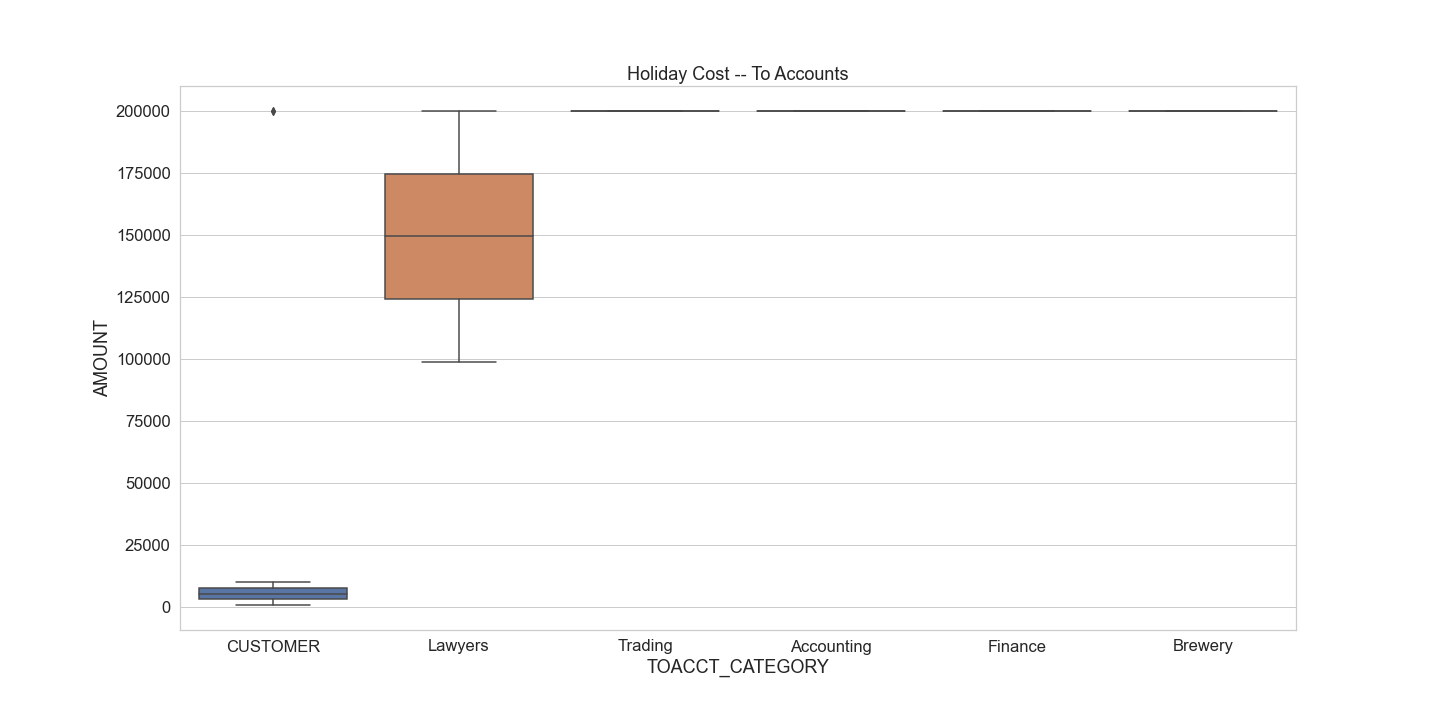 Holiday Cost -- To Accounts
200000
175000
150000
125000
100000
75000
50000
25000
0
AMOUNT
CUSTOMER Lawyers Trading Accounting Finance Brewery
TOACCT_CATEGORY